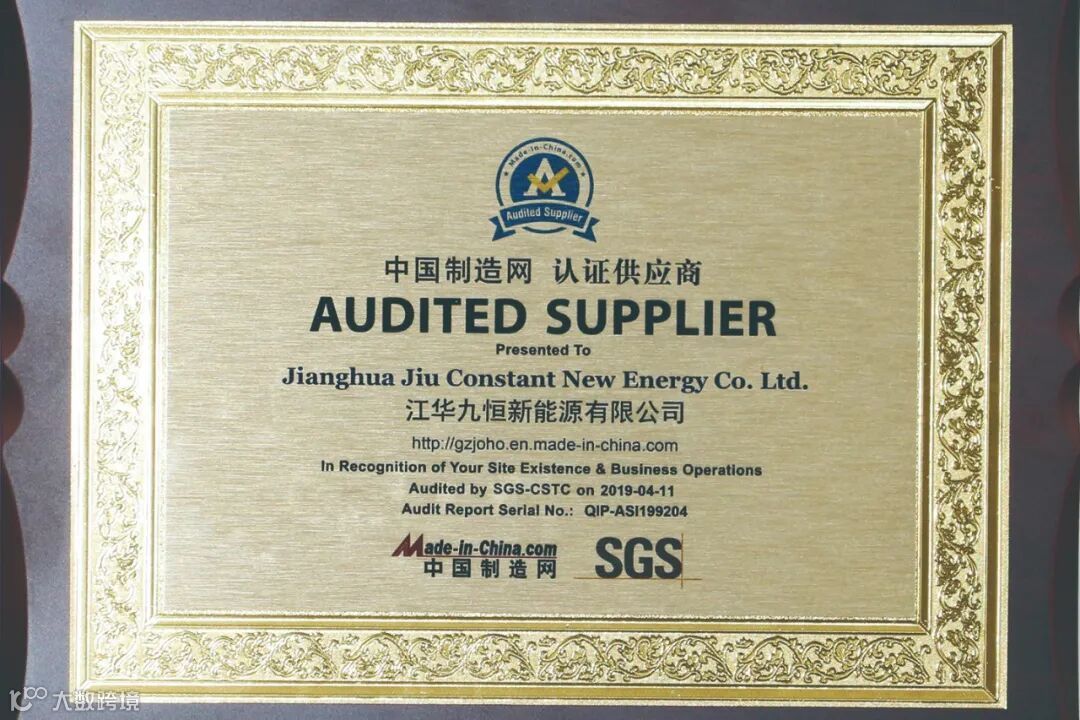 Made-in-China.com
A
Audited Supplier
中国制造网 认证供应商
AUDITED SUPPLIER
Presented To
Jianghua Jiu Constant New Energy Co. Ltd.
江华九恒新能源有限公司
http://gzjoho.en.made-in-china.com
In Recognition of Your Site Existence & Business Operations
Audited by SGS-CSTC on 2019-04-11
Audit Report Serial No.: QIP-ASI199204
Made-in-China.com
中国制造网
SGS
大数跨境